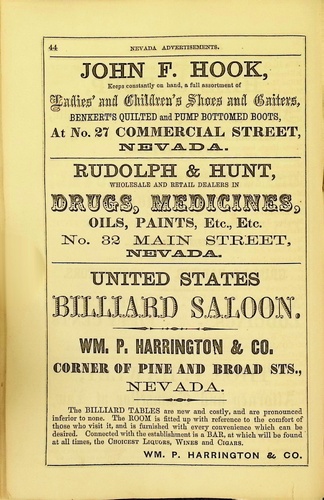 44 NEVADA ADVERTISEMENTS.
JOHN F. HOOK,
Keeps constantly on hand, a full assortment of
Ladies' and Children's Shoes and Gaiters,
BENKERT'S QUILTED and PUMP BOTTOMED BOOTS,
At No. 27 COMMERCIAL STREET,
NEVADA.
RUDOLPH & HUNT,
WHOLESALE AND RETAIL DEALERS IN
DRUGS, MEDICINES,
OILS, PAINTS, Etc., Etc.
No. 32 MAIN STREET,
NEVADA.
UNITED STATES
BILLIARD SALOON.
WM. P. HARRINGTON & CO.
CORNER OF PINE AND BROAD STS.,
NEVADA.
The BILLIARD TABLES are new and costly, and are pronounced
inferior to none. The ROOM is fitted up with reference to the comfort of
those who visit it, and is furnished with every convenience which can be
desired. Connected with the establishment is a BAR, at which will be found
at all times, the CHOICEST LIQUORS, WINES and CIGARS.
WM. P. HARRINGTON & CO.